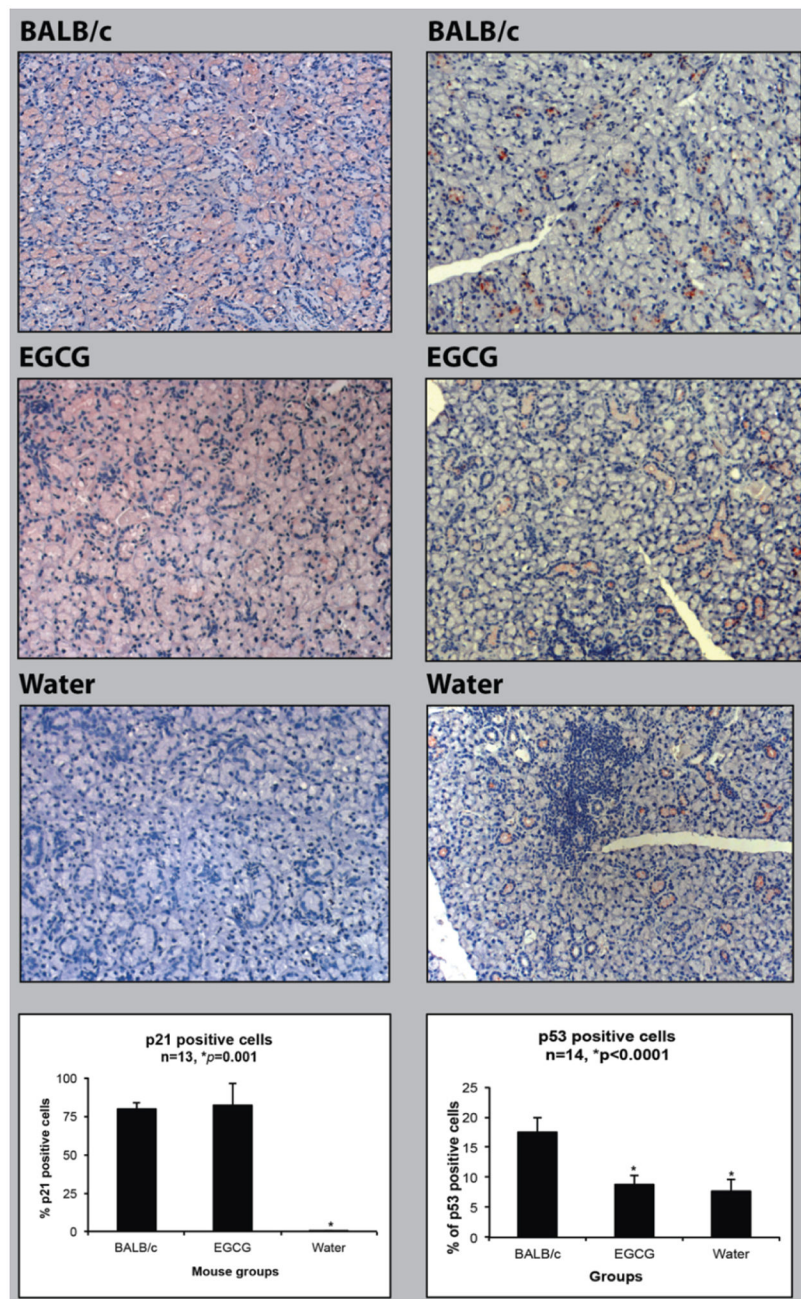 BALB/c
BALB/c
EGCG
EGCG
Water
Water
p21 positive cells
n=13, *p=0.001
% p21 positive cells
100
75
50
25
0
*
BALB/c
EGCG
Water
Mouse groups
p53 positive cells
n=14, *p<0.0001
% of p53 positive cells
25
20
15
10
5
0
*
*
BALB/c
EGCG
Water
Groups